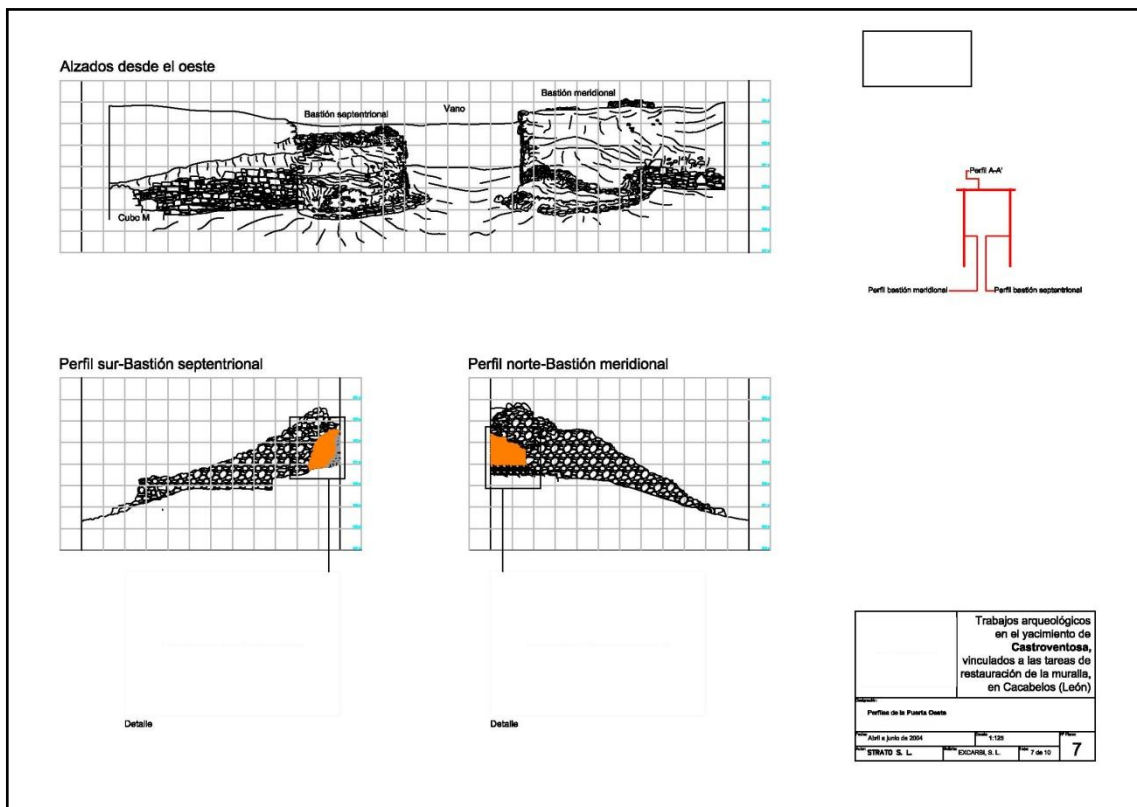 Alzados desde el oeste
Bastión septentrional
Vano
Bastión meridional
Cubo M
Perfil A-A'
Perfil bastión meridional
Perfil bastión septentrional
Perfil sur-Bastión septentrional
Perfil norte-Bastión meridional
Detalle
Detalle
Trabajos arqueológicos
en el yacimiento de
Castroventosa,
vinculados a las tareas de
restauración de la muralla,
en Cacabelos (León)
Perfiles de la Puerta Oeste
Abril a junio de 2004
1:125
STRATO S. L.
EXCARBI, S. L.
7 de 10
7